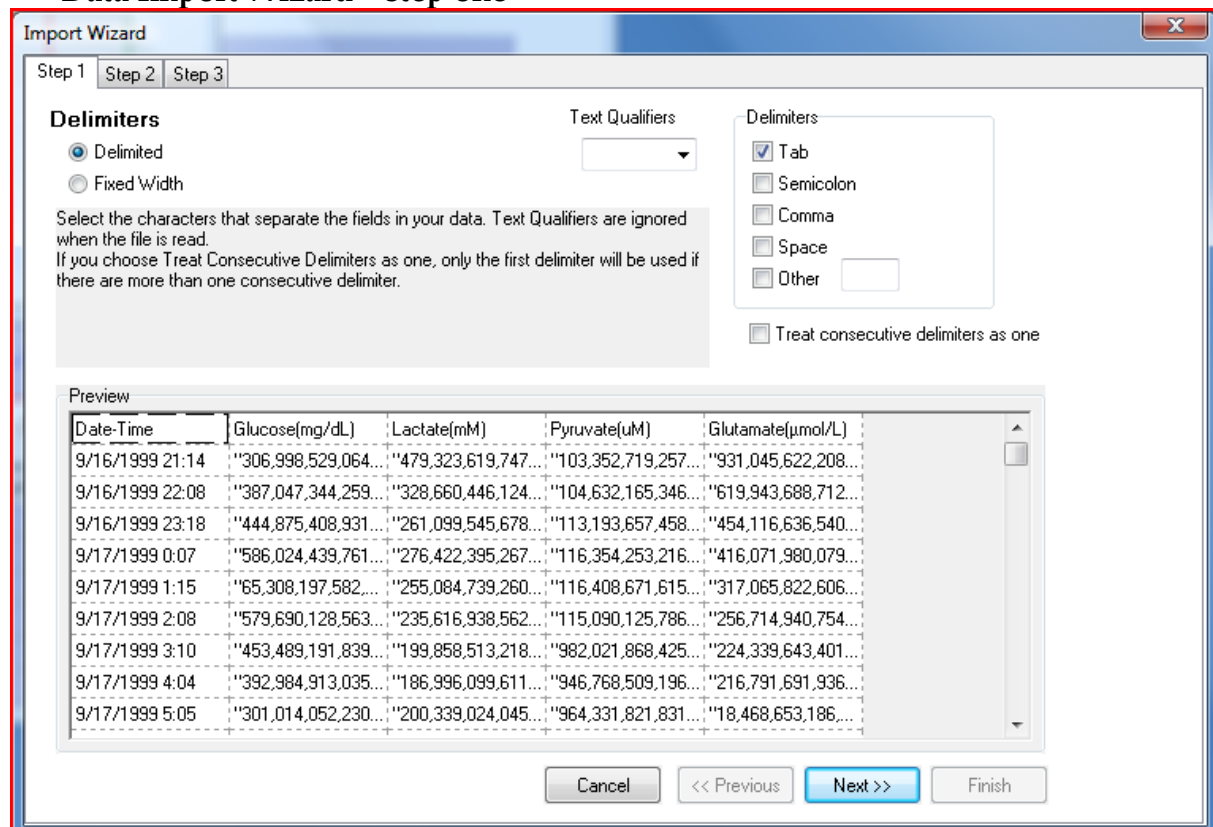 Data Import Wizard - step one
Import Wizard
Step 1 Step 2 Step 3
Delimiters
Delimited
Fixed Width
Text Qualifiers
Delimiters
Tab
Semicolon
Comma
Space
Other
Treat consecutive delimiters as one
Select the characters that separate the fields in your data. Text Qualifiers are ignored
when the file is read.
If you choose Treat Consecutive Delimiters as one, only the first delimiter will be used if
there are more than one consecutive delimiter.
Preview
Date-Time Glucose(mg/dL) Lactate(mM) Pyruvate(uM) Glutamate(µmol/L)
9/16/1999 21:14 "306,998,529,064... "479,323,619,747... "103,352,719,257... "931,045,622,208...
9/16/1999 22:08 "387,047,344,259... "328,660,446,124... "104,632,165,346... "619,943,688,712...
9/16/1999 23:18 "444,875,408,931... "261,099,545,678... "113,193,657,458... "454,116,636,540...
9/17/1999 0:07 "586,024,439,761... "276,422,395,267... "116,354,253,216... "416,071,980,079...
9/17/1999 1:15 "65,308,197,582,... "255,084,739,260... "116,408,671,615... "317,065,822,606...
9/17/1999 2:08 "579,690,128,563... "235,616,938,562... "115,090,125,786... "256,714,940,754...
9/17/1999 3:10 "453,489,191,839... "199,858,513,218... "982,021,868,425... "224,339,643,401...
9/17/1999 4:04 "392,984,913,035... "186,996,099,611... "946,768,509,196... "216,791,691,936...
9/17/1999 5:05 "301,014,052,230... "200,339,024,045... "964,331,821,831... "18,468,653,186,...
Cancel << Previous Next >> Finish